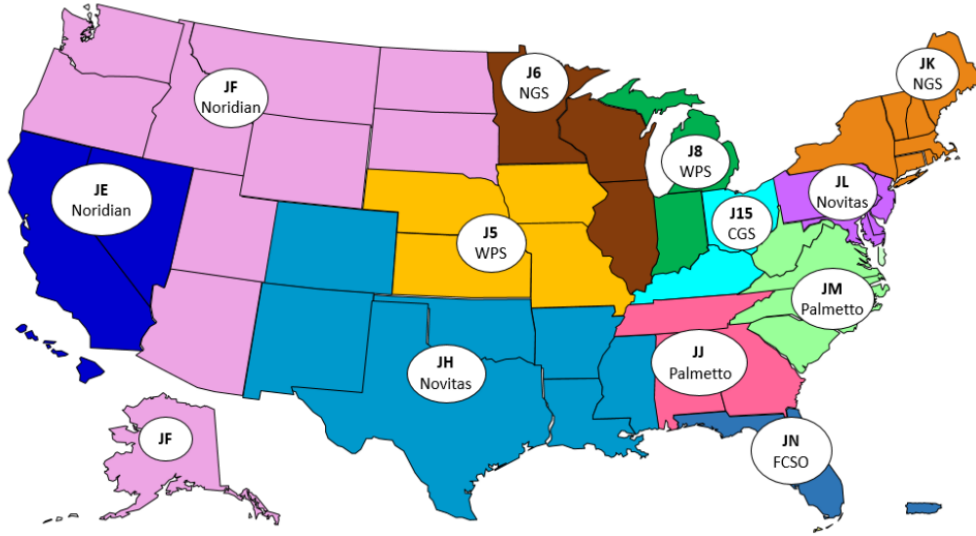 J6
NGS
JK
NGS
JF
Noridian
J8
WPS
JE
Noridian
JL
Novitas
J15
CGS
J5
WPS
JM
Palmetto
JH
Novitas
JJ
Palmetto
JF
JN
FCSO